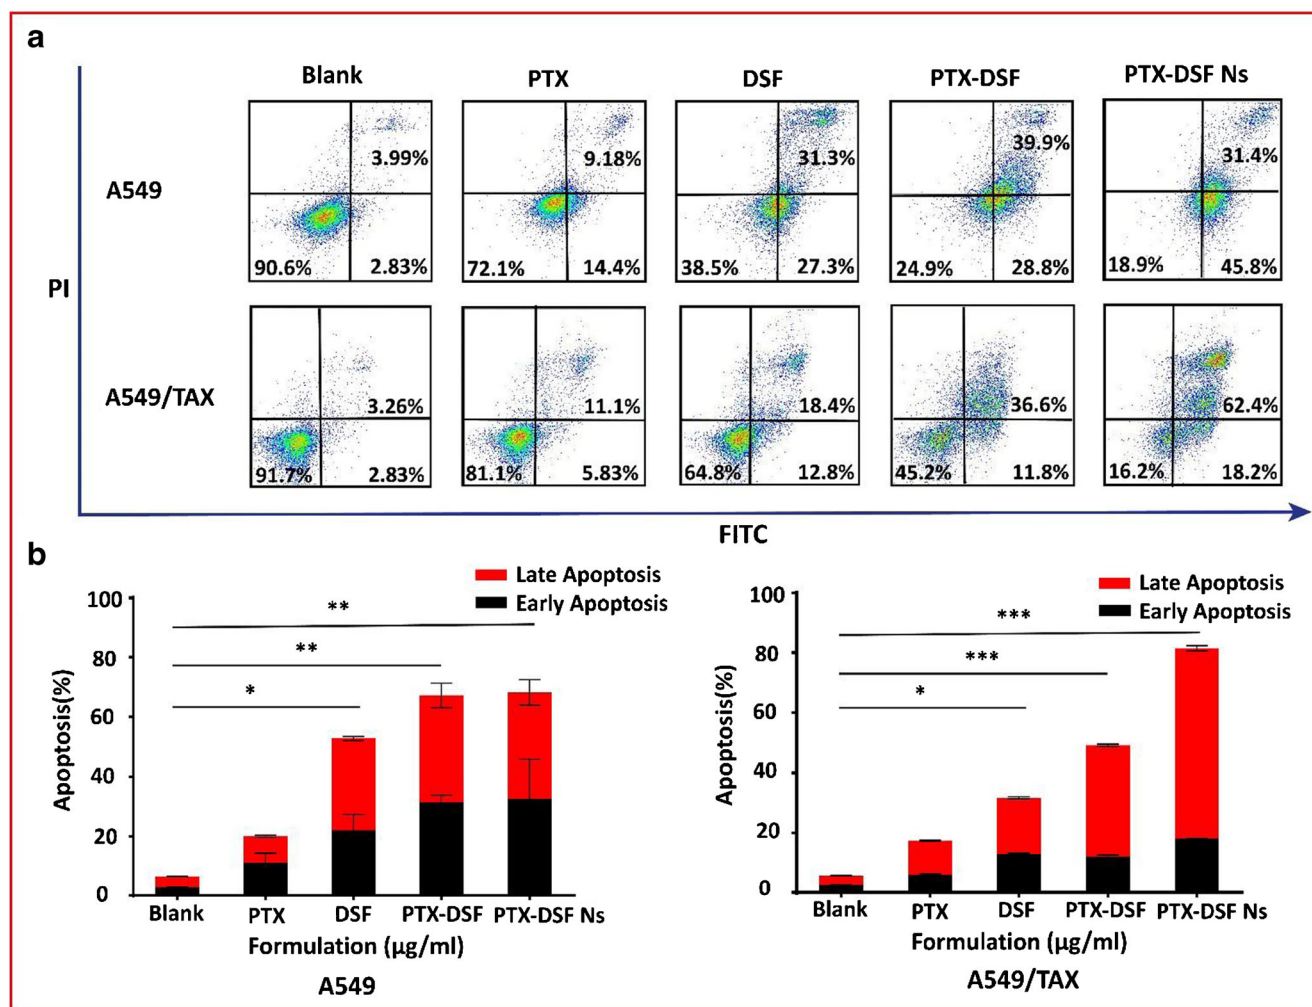 a
Blank PTX DSF PTX-DSF PTX-DSF Ns
A549
3.99% 9.18% 31.3% 39.9% 31.4%
90.6% 2.83% 72.1% 14.4% 38.5% 27.3% 24.9% 28.8% 18.9% 45.8%
PI
A549/TAX
3.26% 11.1% 18.4% 36.6% 62.4%
91.7% 2.83% 81.1% 5.83% 64.8% 12.8% 45.2% 11.8% 16.2% 18.2%
FITC
b
Late Apoptosis
Early Apoptosis
Apoptosis(%)
100
80
60
40
20
0
**
**
*
Blank PTX DSF PTX-DSF PTX-DSF Ns
Formulation (μg/ml)
A549
Late Apoptosis
Early Apoptosis
Apoptosis(%)
100
80
60
40
20
0
***
***
*
Blank PTX DSF PTX-DSF PTX-DSF Ns
Formulation (μg/ml)
A549/TAX